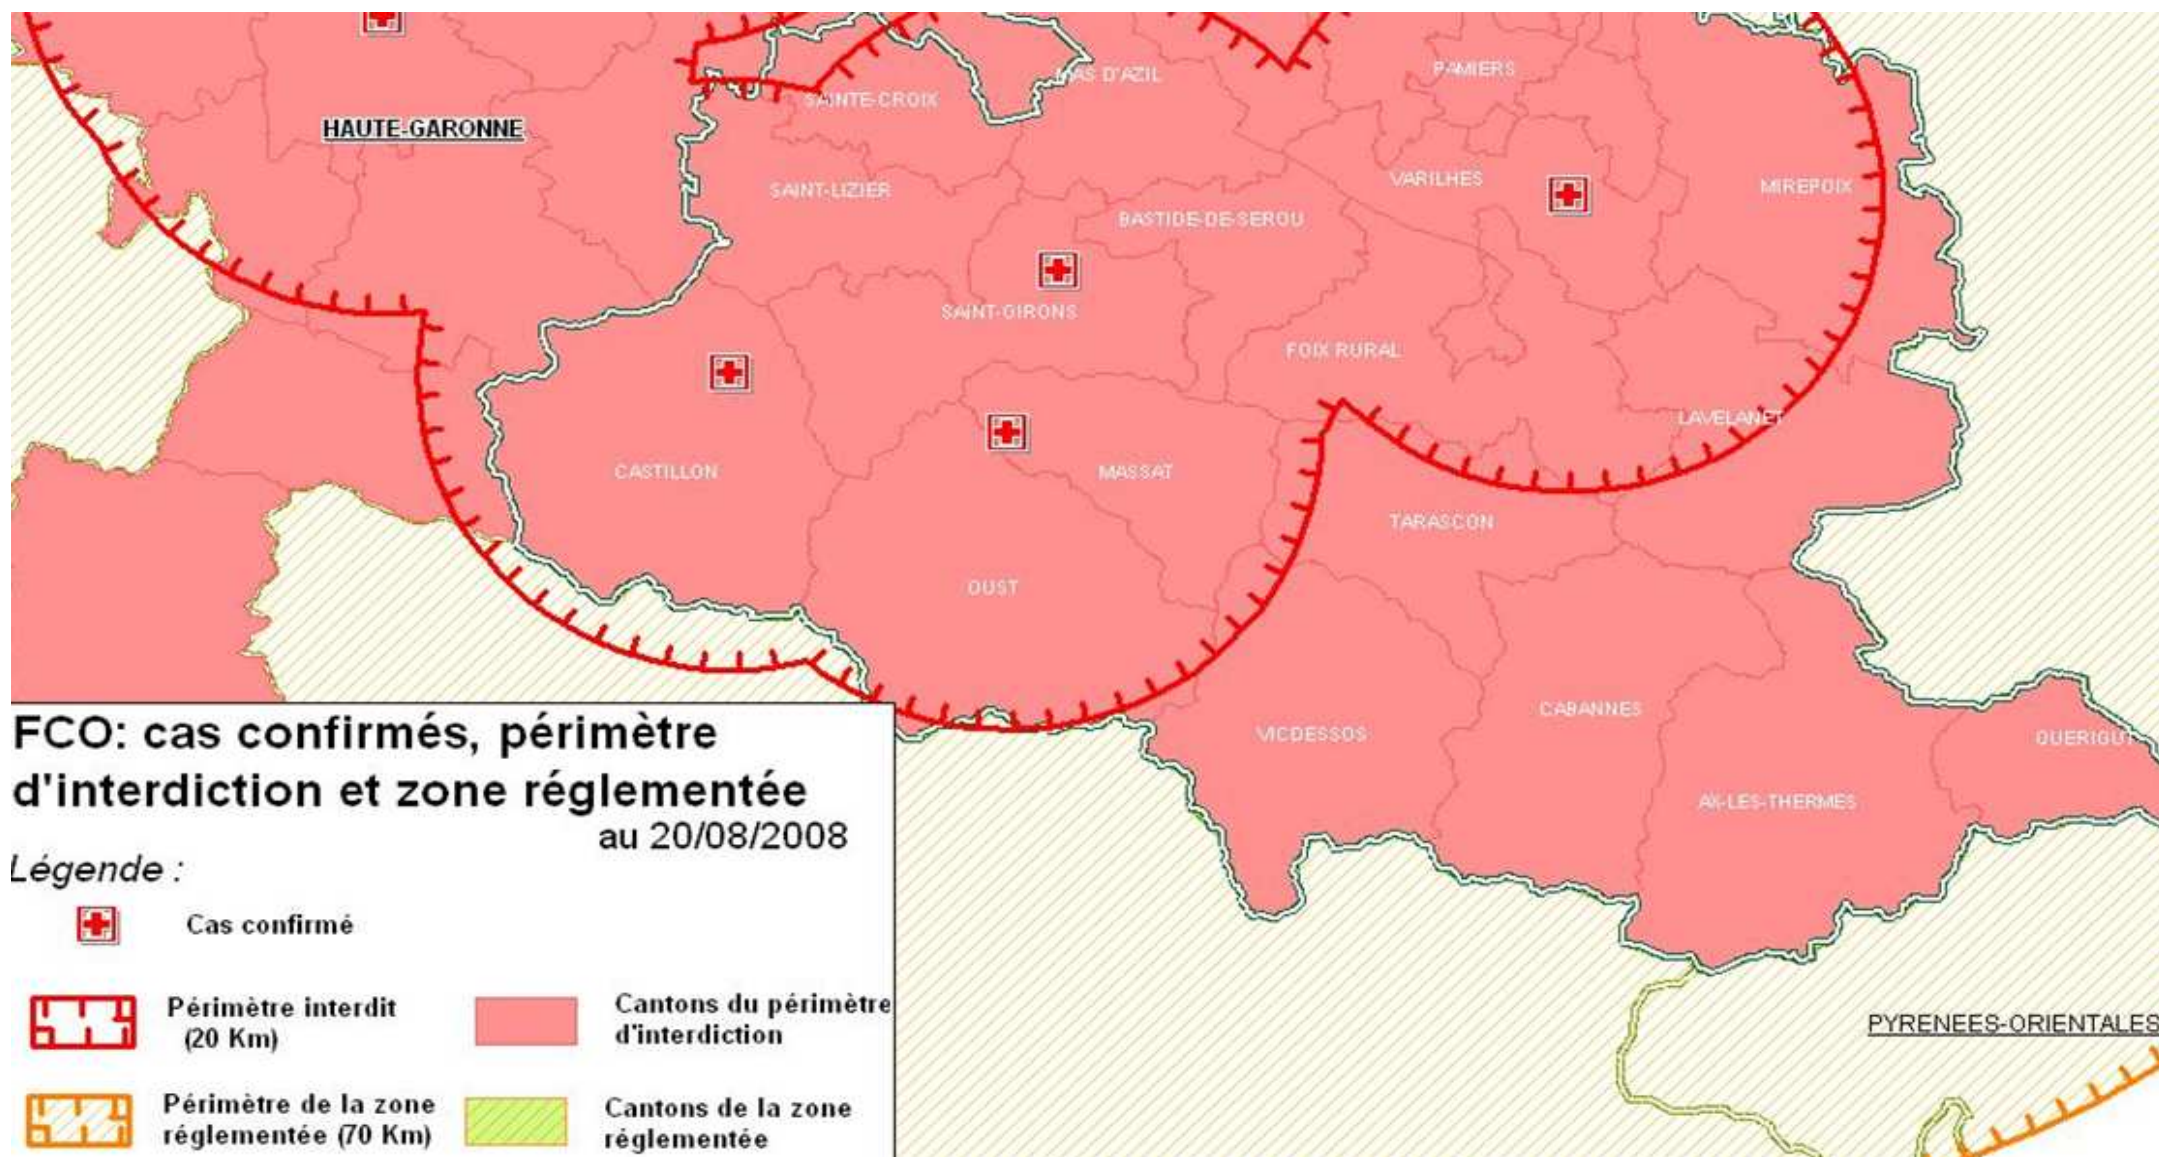 MAS D'AZIL
PAMIERS
SAINTE-CROIX
HAUTE-GARONNE
SAINT-LIZIER
VARILHES
MIREPOIX
BASTIDE-DE-SEROU
SAINT-GIRONS
FOIX RURAL
LAVELANET
CASTILLON
MASSAT
TARASCON
OUST
VICDESSOS
CABANNES
QUERIGUT
AX-LES-THERMES
PYRENEES-ORIENTALES
FCO: cas confirmés, périmètre
d'interdiction et zone réglementée
au 20/08/2008
Légende :
Cas confirmé
Périmètre interdit
(20 Km)
Cantons du périmètre
d'interdiction
Périmètre de la zone
réglementée (70 Km)
Cantons de la zone
réglementée